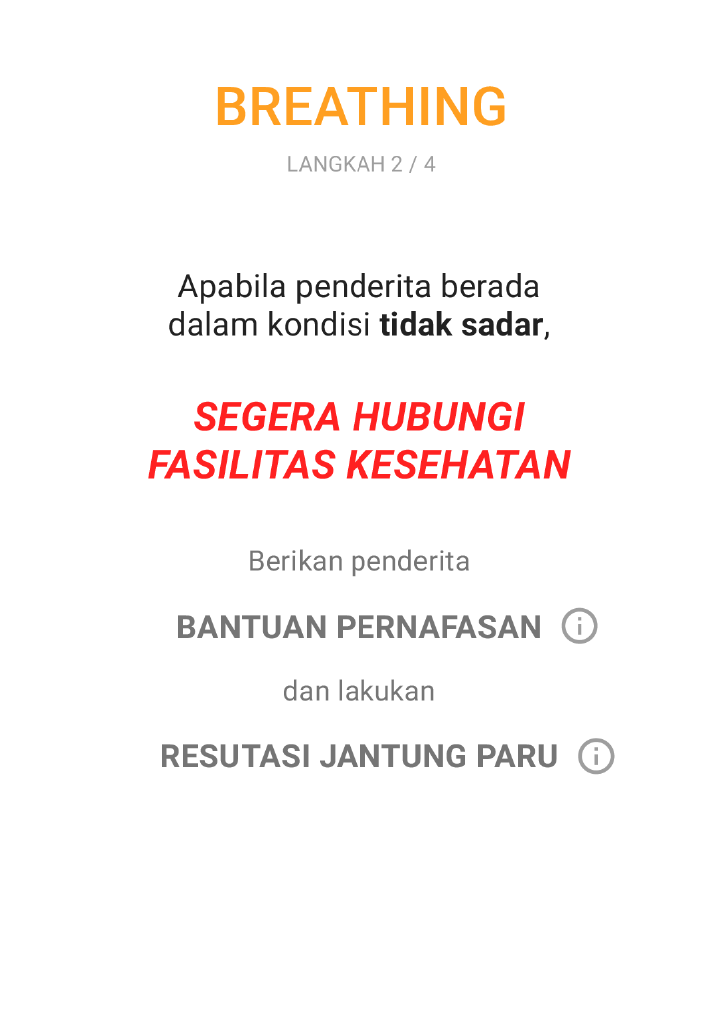 BREATHING
LANGKAH 2 / 4
Apabila penderita berada
dalam kondisi tidak sadar,
SEGERA HUBUNGI
FASILITAS KESEHATAN
Berikan penderita
BANTUAN PERNAFASAN
dan lakukan
RESUTASI JANTUNG PARU